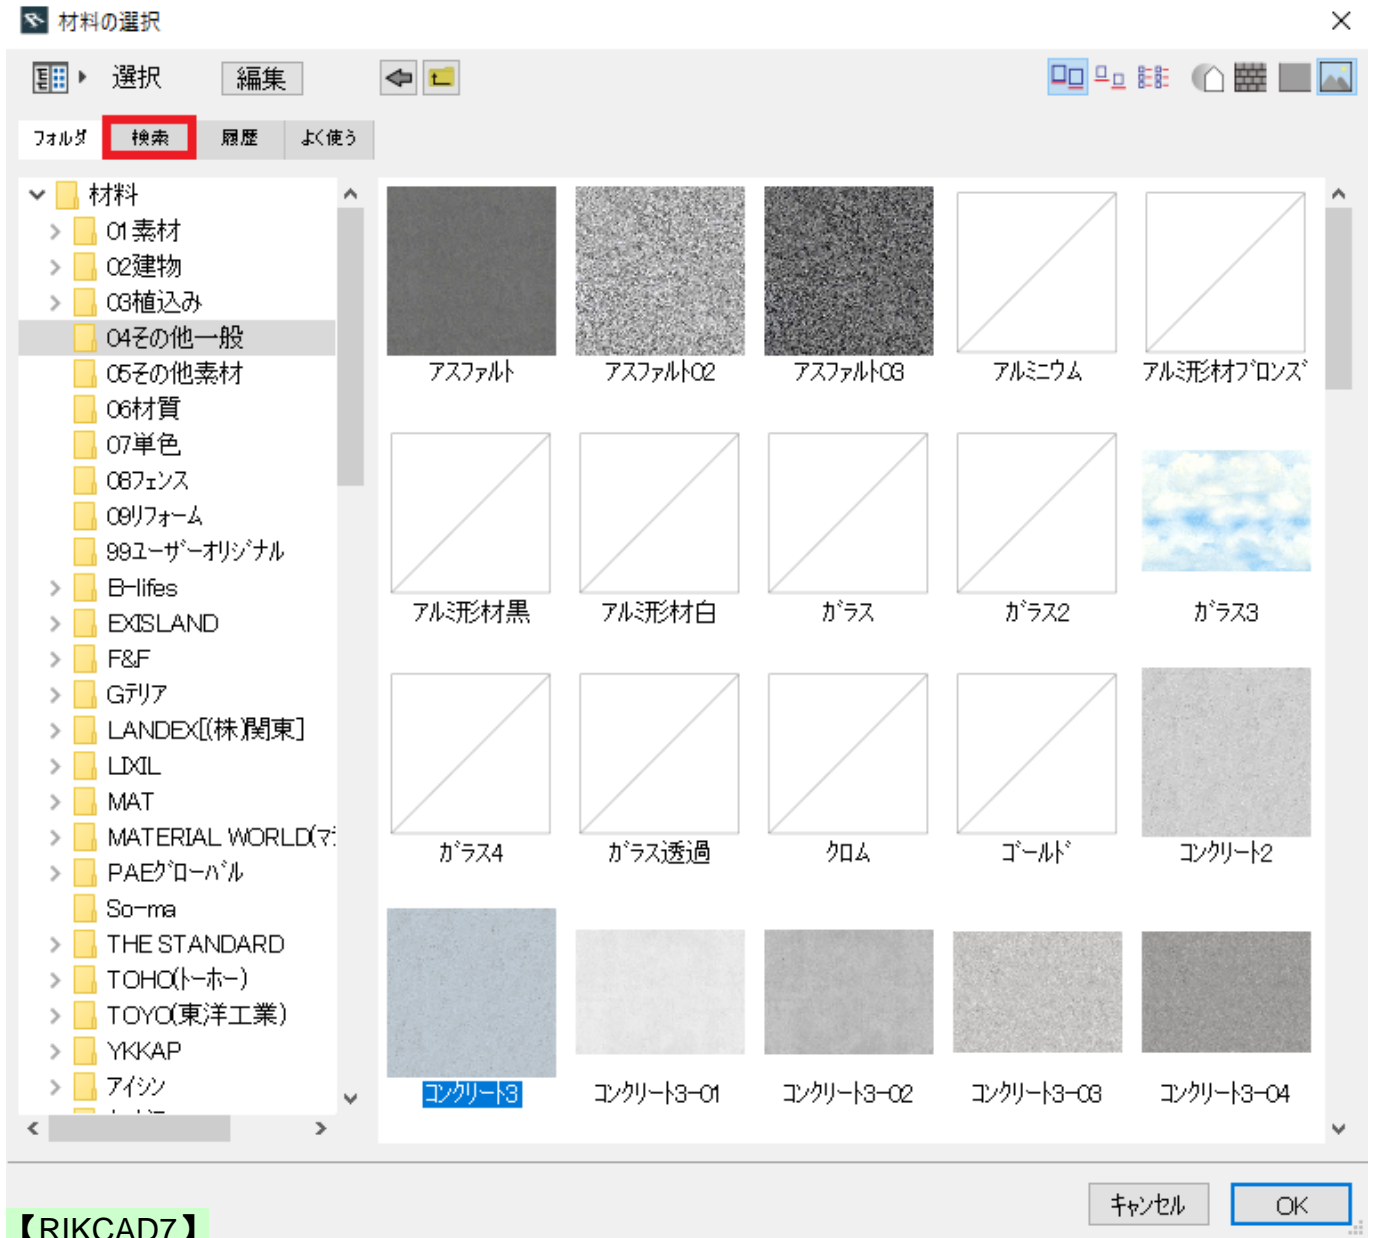 材料の選択
選択 編集
フォルダ 検索 履歴 よく使う
材料
01素材
02建物
03植込み
04その他一般
05その他素材
06材質
07単色
08フェンス
09リフォーム
99ユーザーオリジナル
B-lifes
EXISLAND
F&F
Gテリア
LANDEX[(株)関東]
LIXIL
MAT
MATERIAL WORLD(マ
PAEグローバル
So-ma
THE STANDARD
TOHO(トーホー)
TOYO(東洋工業)
YKKAP
アイシン
アスファルト アスファルト02 アスファルト03 アルミニウム アルミ形材ブロンズ
アルミ形材黒 アルミ形材白 ガラス ガラス2 ガラス3
ガラス4 ガラス透過 クロム ゴールド コンクリート2
コンクリート3 コンクリート3-01 コンクリート3-02 コンクリート3-03 コンクリート3-04
キャンセル OK
【RIKCAD7】